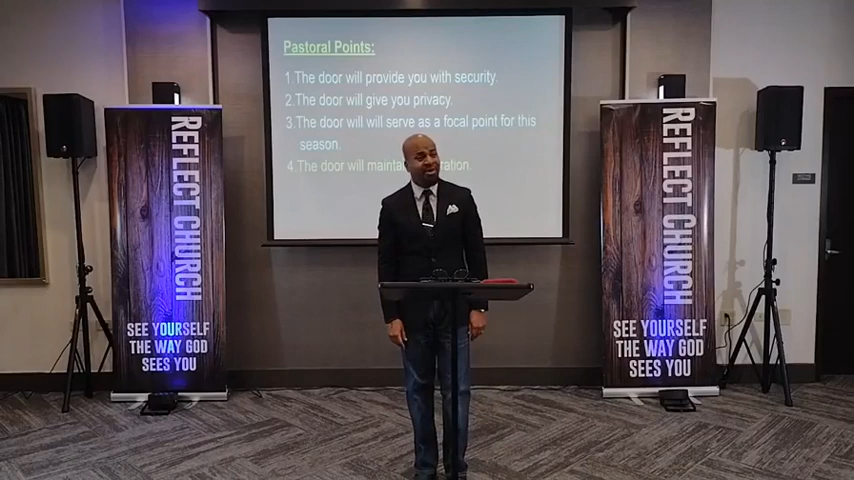 Pastoral Points:
1.The door will provide you with security.
2.The door will give you privacy.
3.The door will will serve as a focal point for this
season.
4.The door will
REFLECT CHURCH
SEE YOURSELF
THE WAY GOD
SEES YOU
REFLECT CHURCH
SEE YOURSELF
THE WAY GOD
SEES YOU